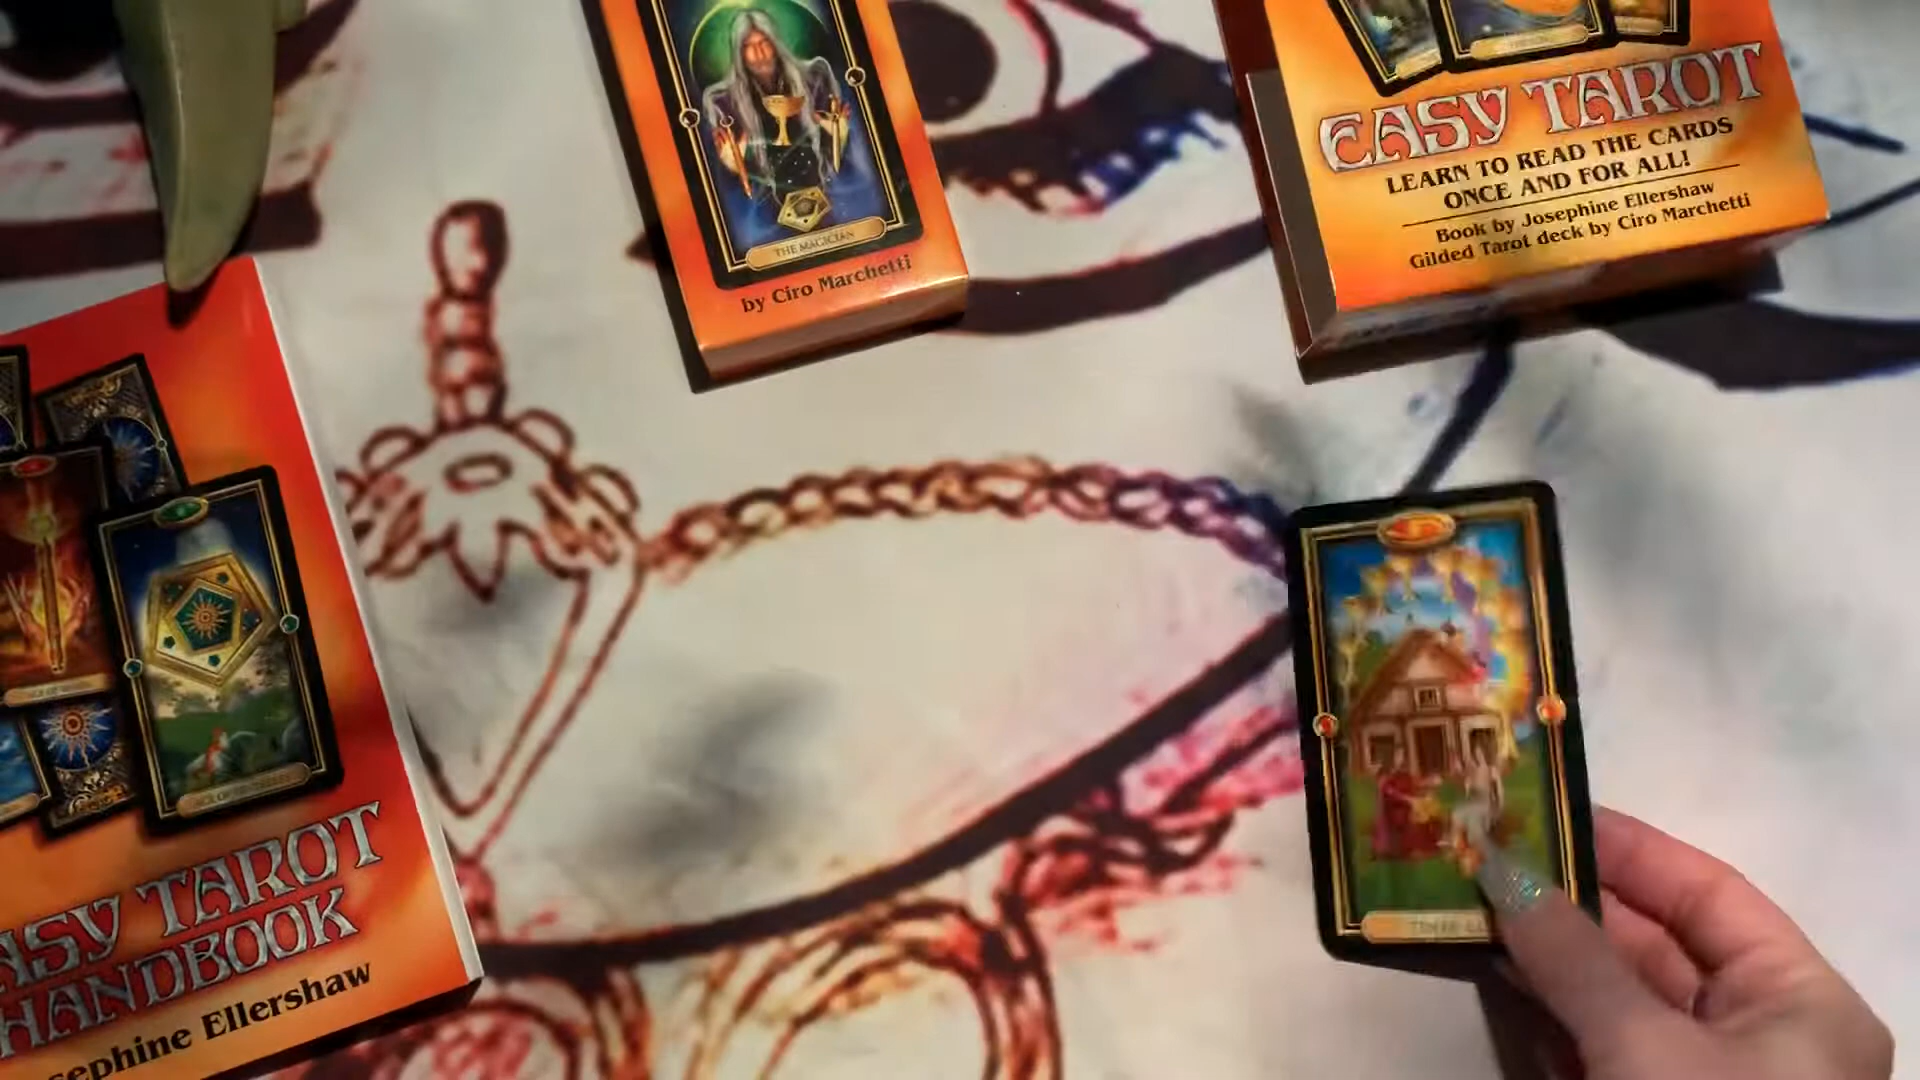 THE MAGICIAN
by Ciro Marchetti
EASY TAROT
LEARN TO READ THE CARDS
ONCE AND FOR ALL!
Book by Josephine Ellershaw
Gilded Tarot deck by Ciro Marchetti
ASY TAROT
HANDBOOK
sephine Ellershaw